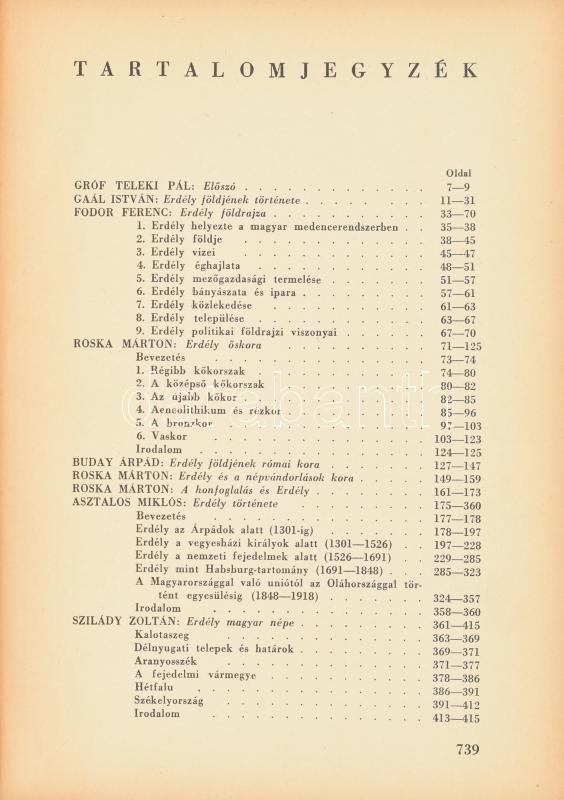 TARTALOMJEGYZÉK
Oldal
GRÓF TELEKI PÁL: Előszó . . . . . . . . . . . . . 7—9
GAÁL ISTVÁN: Erdély földjének története . . . . . . . . 11—31
FODOR FERENC: Erdély földrajza . . . . . . . . . . . 33—70
1. Erdély helyezte a magyar medencerendszerben . . 35—38
2. Erdély földje . . . . . . . . . . . 38—45
3. Erdély vizei . . . . . . . . . . . 45—47
4. Erdély éghajlata . . . . . . . . . . 48—51
5. Erdély mezőgazdasági termelése . . . . . . . 51—57
6. Erdély bányászata és ipara . . . . . . . . . 57—61
7. Erdély közlekedése . . . . . . . . . . 61—63
8. Erdély települése . . . . . . . . . . 63—67
9. Erdély politikai földrajzi viszonyai . . . . . . 67—70
ROSKA MÁRTON: Erdély őskora . . . . . . . . . . 71—125
Bevezetés . . . . . . . . . . . . 73—74
1. Régibb kőkorszak . . . . . . . . . . 74—80
2. A középső kőkorszak . . . . . . . . . 80—82
3. Az újabb kőkor . . . . . . . . . . 82—85
4. Aeneolithikum és rézkor . . . . . . . . 85—96
5. A bronzkor . . . . . . . . . . . 97—103
6. Vaskor . . . . . . . . . . . . 103—123
Irodalom . . . . . . . . . . . . 124—125
BUDAY ÁRPÁD: Erdély földjének római kora . . . . . . . 127—147
ROSKA MÁRTON: Erdély és a népvándorlások kora . . . . . 149—159
ROSKA MÁRTON: A honfoglalás és Erdély . . . . . . . . 161—173
ASZTALOS MIKLÓS: Erdély története . . . . . . . . . 175—360
Bevezetés . . . . . . . . . . . . 177—178
Erdély az Árpádok alatt (1301-ig) . . . . . . . . 178—197
Erdély a vegyesházi királyok alatt (1301—1526) . . 197—228
Erdély a nemzeti fejedelmek alatt (1526—1691) . . 229—285
Erdély mint Habsburg-tartomány (1691—1848) . . . 285—323
A Magyarországgal való uniótól az Oláhországgal tör-
tént egyesülésig (1848—1918) . . . . . . . . 324—357
Irodalom . . . . . . . . . . . . 358—360
SZILÁDY ZOLTÁN: Erdély magyar népe . . . . . . . . . 361—415
Kalotaszeg . . . . . . . . . . . 363—369
Délnyugati telepek és határok . . . . . . . . . 369—371
Aranyosszék . . . . . . . . . . . 371—377
A fejedelmi vármegye . . . . . . . . . . 378—386
Hétfalu . . . . . . . . . . . . . 386—391
Székelyország . . . . . . . . . . . 391—412
Irodalom . . . . . . . . . . . . 413—415
739